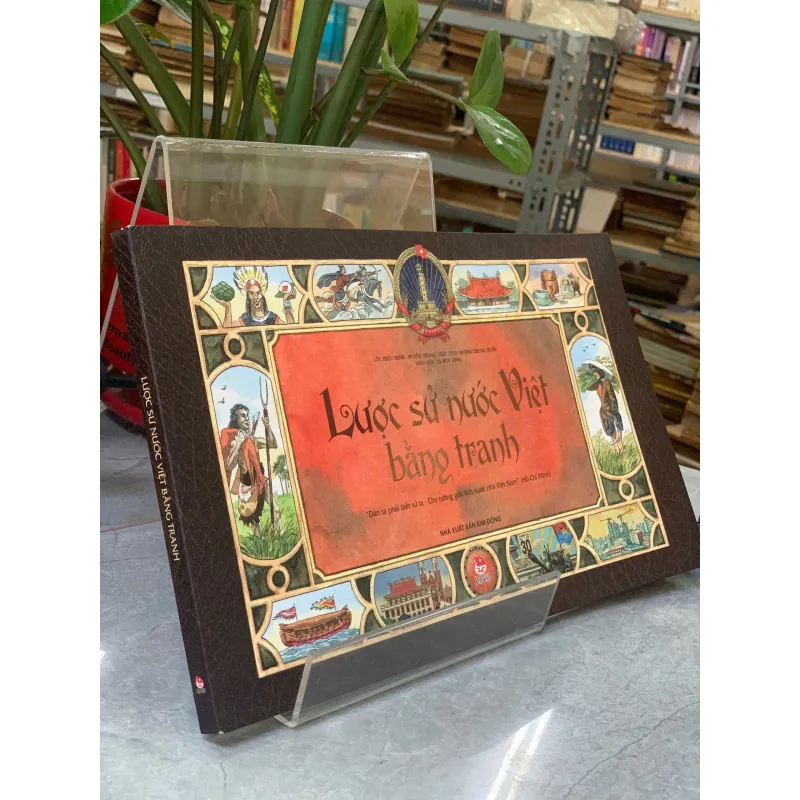 Lược sử nước Việt
bằng tranh
"Dân ta phải biết sử ta - Cho tường gốc tích nước nhà Việt Nam" (Hồ Chí Minh)
NHÀ XUẤT BẢN KIM ĐỒNG
30
LƯỢC SỬ NƯỚC VIỆT BẰNG TRANH